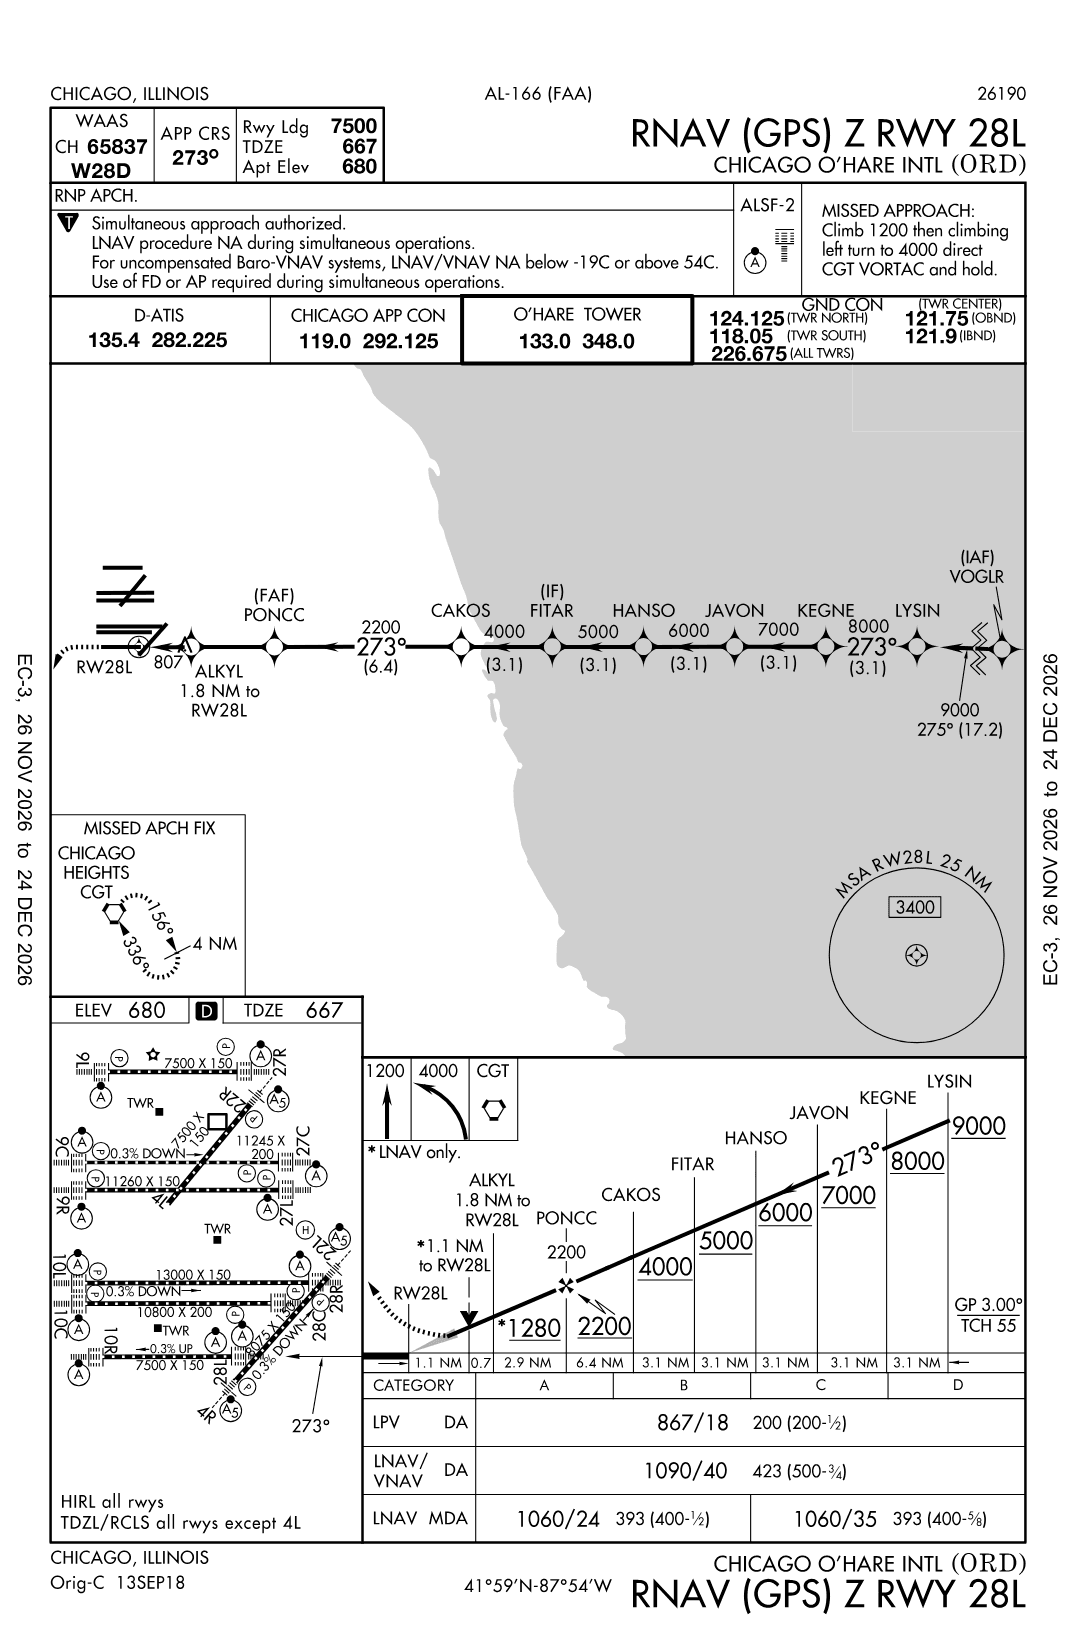 CHICAGO, ILLINOIS
AL-166 (FAA)
26190
WAAS
CH 65837
W28D
APP CRS
273°
Rwy Ldg 7500
TDZE 667
Apt Elev 680
RNAV (GPS) Z RWY 28L
CHICAGO O'HARE INTL (ORD)
RNP APCH.
T
Simultaneous approach authorized.
LNAV procedure NA during simultaneous operations.
For uncompensated Baro-VNAV systems, LNAV/VNAV NA below -19C or above 54C.
Use of FD or AP required during simultaneous operations.
ALSF-2
A
MISSED APPROACH:
Climb 1200 then climbing
left turn to 4000 direct
CGT VORTAC and hold.
D-ATIS
135.4 282.225
CHICAGO APP CON
119.0 292.125
O'HARE TOWER
133.0 348.0
GND CON
124.125 (TWR NORTH)
118.05 (TWR SOUTH)
226.675 (ALL TWRS)
(TWR CENTER)
121.75 (OBND)
121.9 (IBND)
(IAF)
VOGLR
(FAF)
PONCC
CAKOS
(IF)
FITAR
HANSO
JAVON
KEGNE
LYSIN
2200
273°
(6.4)
4000
(3.1)
5000
(3.1)
6000
(3.1)
7000
(3.1)
8000
273°
(3.1)
9000
275° (17.2)
RW28L
807
ALKYL
1.8 NM to
RW28L
EC-3, 26 NOV 2026 to 24 DEC 2026
EC-3, 26 NOV 2026 to 24 DEC 2026
MISSED APCH FIX
CHICAGO
HEIGHTS
CGT
156°
336°
4 NM
MSA RW28L 25 NM
3400
ELEV 680
D
TDZE 667
9L
P
7500 X 150
P
A
27R
A
TWR
22R
A5
P
7500 X
150
9C
A
P
0.3% DOWN
11245 X
200
27C
P
P
A
9R
P
11260 X 150
4L
A
A
27L
TWR
H
22L
A5
10L
A
P
13000 X 150
A
28R
P
0.3% DOWN
P
P
10C
10800 X 200
28C
A
P
TWR
A
A
8075 X 150
0.3% DOWN
10R
0.3% UP
7500 X 150
28L
A
P
4R
A5
273°
HIRL all rwys
TDZL/RCLS all rwys except 4L
1200
4000
CGT
* LNAV only.
LYSIN
KEGNE
JAVON
HANSO
FITAR
CAKOS
PONCC
ALKYL
1.8 NM to
RW28L
*1.1 NM
to RW28L
RW28L
2200
273°
9000
8000
7000
6000
5000
4000
2200
*1280
GP 3.00°
TCH 55
1.1 NM
0.7
2.9 NM
6.4 NM
3.1 NM
3.1 NM
3.1 NM
3.1 NM
3.1 NM
CATEGORY A B C D
LPV DA 867/18 200 (200-½)
LNAV/
VNAV DA 1090/40 423 (500-¾)
LNAV MDA 1060/24 393 (400-½) 1060/35 393 (400-⅝)
CHICAGO, ILLINOIS
Orig-C 13SEP18
41°59'N-87°54'W
CHICAGO O'HARE INTL (ORD)
RNAV (GPS) Z RWY 28L